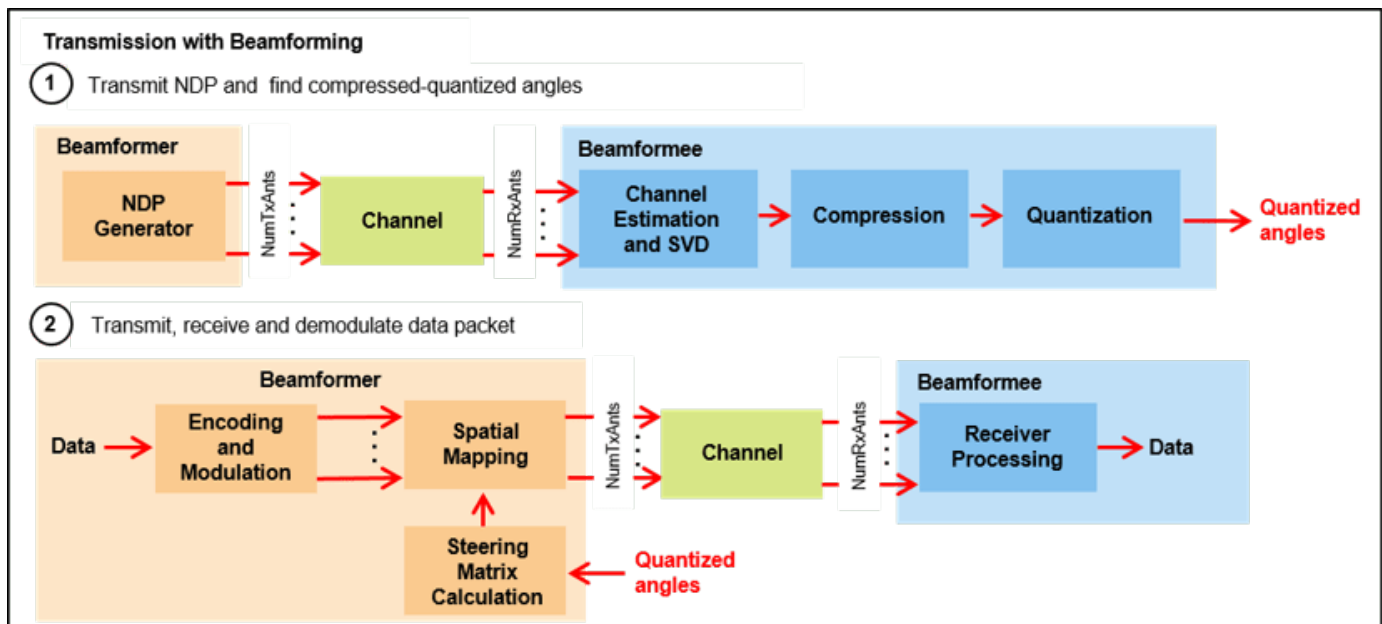 Transmission with Beamforming
1
Transmit NDP and find compressed-quantized angles
Beamformer
NDP
Generator
NumTxAnts
Channel
NumRxAnts
Beamformee
Channel
Estimation
and SVD
Compression
Quantization
Quantized
angles
2
Transmit, receive and demodulate data packet
Beamformer
Data
Encoding
and
Modulation
Spatial
Mapping
Steering
Matrix
Calculation
Quantized
angles
NumTxAnts
Channel
NumRxAnts
Beamformee
Receiver
Processing
Data